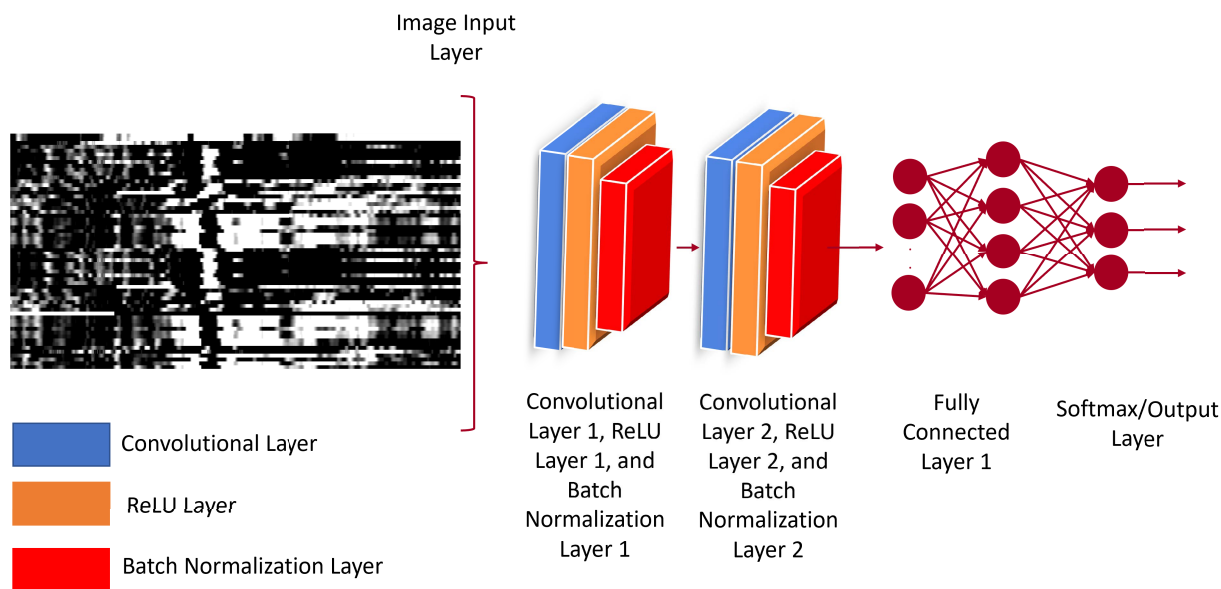 Image Input
Layer
Convolutional
Layer 1, ReLU
Layer 1, and
Batch
Normalization
Layer 1
Convolutional
Layer 2, ReLU
Layer 2, and
Batch
Normalization
Layer 2
Fully
Connected
Layer 1
Softmax/Output
Layer
Convolutional Layer
ReLU Layer
Batch Normalization Layer